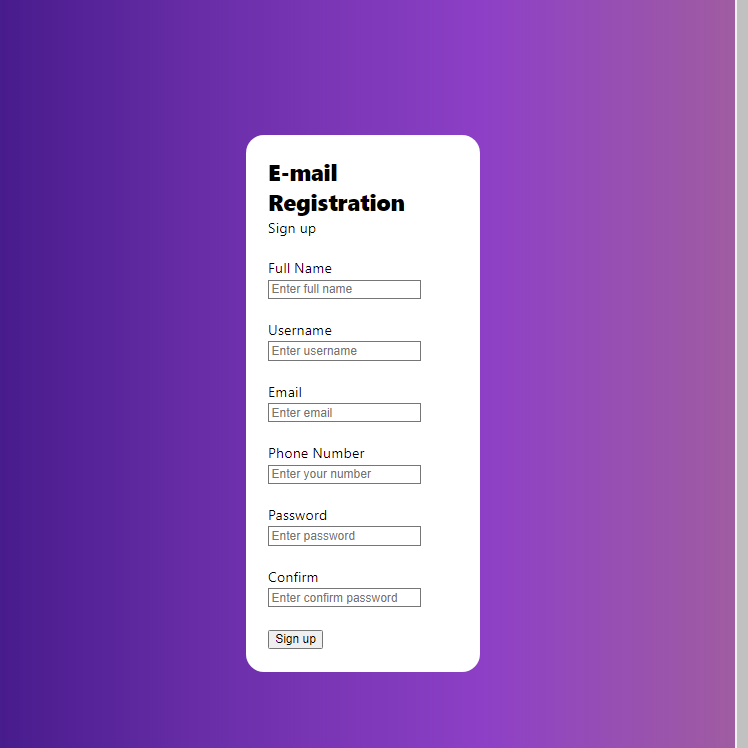 E-mail
Registration
Sign up
Full Name
Enter full name
Username
Enter username
Email
Enter email
Phone Number
Enter your number
Password
Enter password
Confirm
Enter confirm password
Sign up